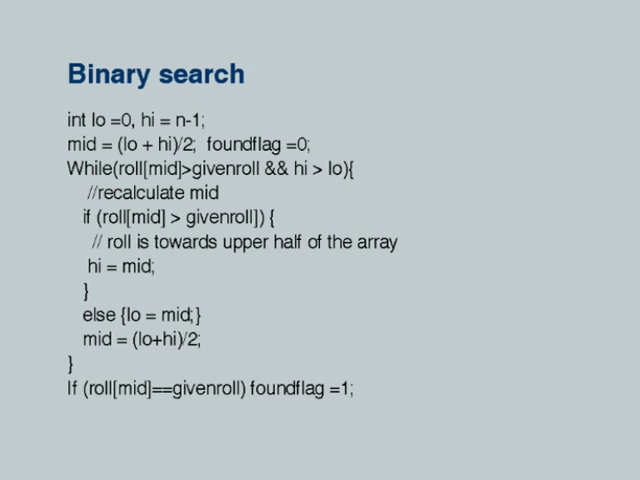 Binary search
int lo =0, hi = n-1;
mid = (lo + hi)/2;  foundflag =0;
While(roll[mid]>givenroll && hi > lo){
//recalculate mid
if (roll[mid] > givenroll]) {
// roll is towards upper half of the array
hi = mid;
}
else {lo = mid;}
mid = (lo+hi)/2;
}
If (roll[mid]==givenroll) foundflag =1;